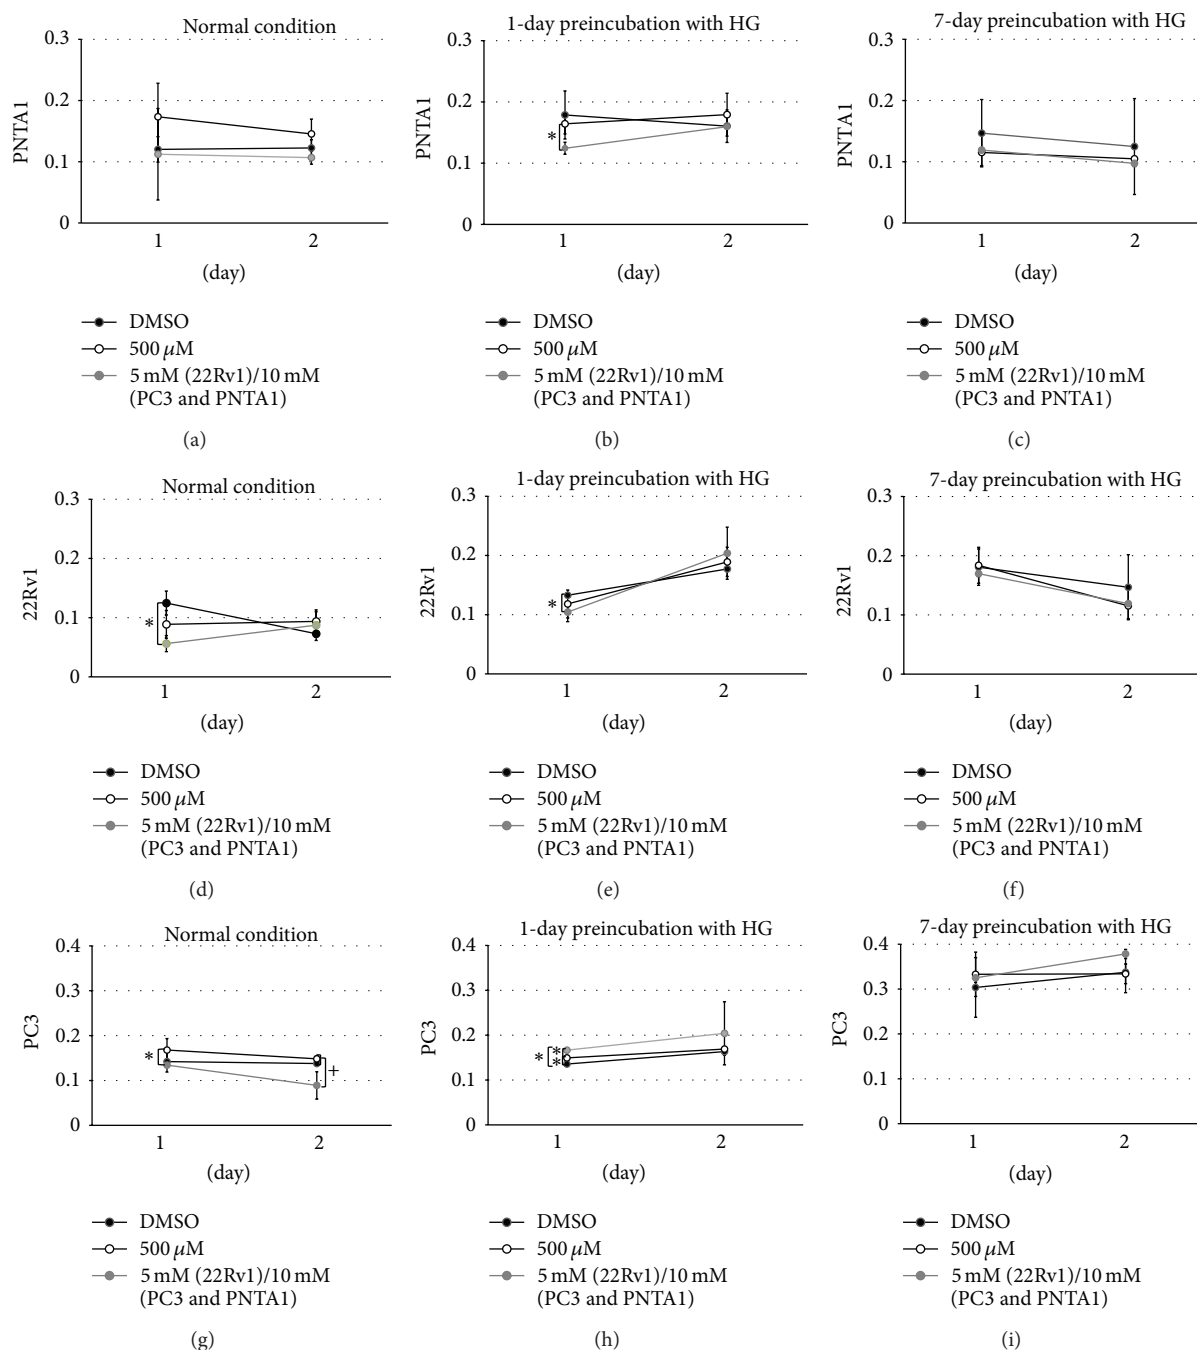 Normal condition
0.3
0.2
0.1
0
PNTA1
1 2
(day)
DMSO
500 μM
5 mM (22Rv1)/10 mM
(PC3 and PNTA1)
(a)
1-day preincubation with HG
0.3
0.2
0.1
0
PNTA1
*
1 2
(day)
DMSO
500 μM
5 mM (22Rv1)/10 mM
(PC3 and PNTA1)
(b)
7-day preincubation with HG
0.3
0.2
0.1
0
PNTA1
1 2
(day)
DMSO
500 μM
5 mM (22Rv1)/10 mM
(PC3 and PNTA1)
(c)
Normal condition
0.3
0.2
0.1
0
22Rv1
*
1 2
(day)
DMSO
500 μM
5 mM (22Rv1)/10 mM
(PC3 and PNTA1)
(d)
1-day preincubation with HG
0.3
0.2
0.1
0
22Rv1
*
1 2
(day)
DMSO
500 μM
5 mM (22Rv1)/10 mM
(PC3 and PNTA1)
(e)
7-day preincubation with HG
0.3
0.2
0.1
0
22Rv1
1 2
(day)
DMSO
500 μM
5 mM (22Rv1)/10 mM
(PC3 and PNTA1)
(f)
Normal condition
0.4
0.3
0.2
0.1
0
PC3
*
+
1 2
(day)
DMSO
500 μM
5 mM (22Rv1)/10 mM
(PC3 and PNTA1)
(g)
1-day preincubation with HG
0.4
0.3
0.2
0.1
0
PC3
*
*
*
1 2
(day)
DMSO
500 μM
5 mM (22Rv1)/10 mM
(PC3 and PNTA1)
(h)
7-day preincubation with HG
0.4
0.3
0.2
0.1
0
PC3
1 2
(day)
DMSO
500 μM
5 mM (22Rv1)/10 mM
(PC3 and PNTA1)
(i)